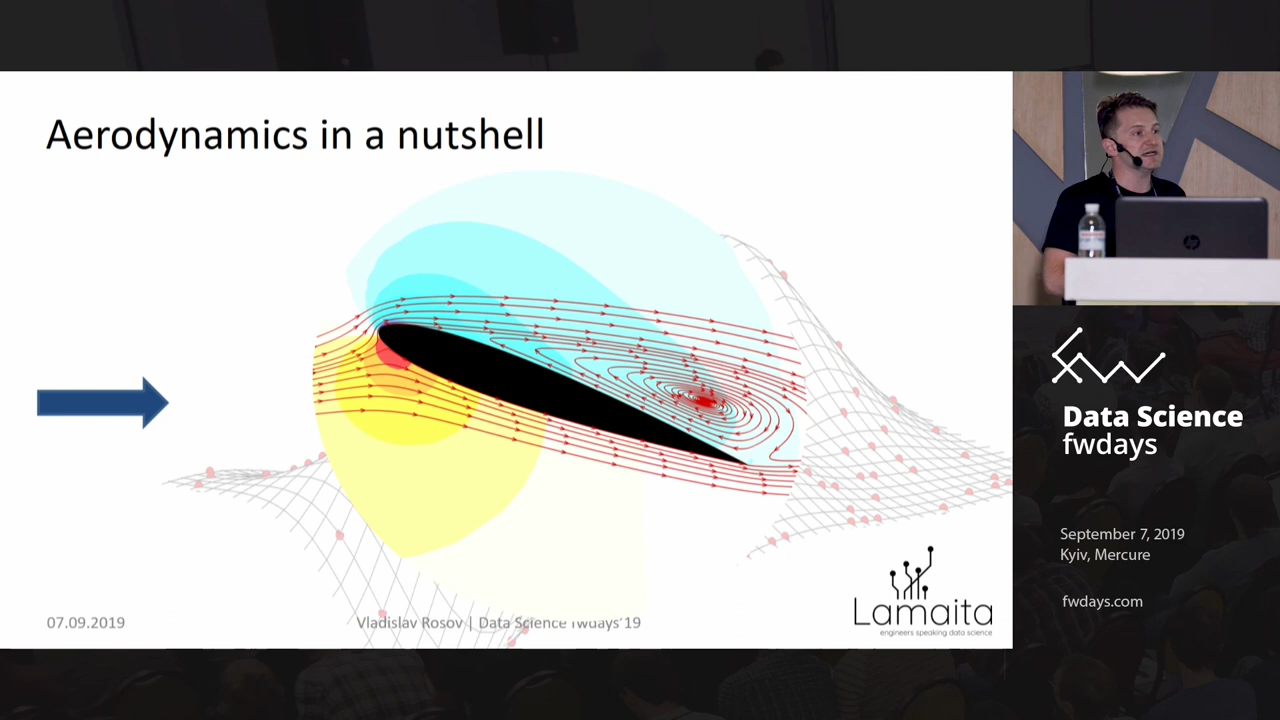 Aerodynamics in a nutshell
07.09.2019
Vladislav Rosov | Data Science fwdays'19
Lamaita
engineers speaking data science
hp
Data Science
fwdays
September 7, 2019
Kyiv, Mercure
fwdays.com